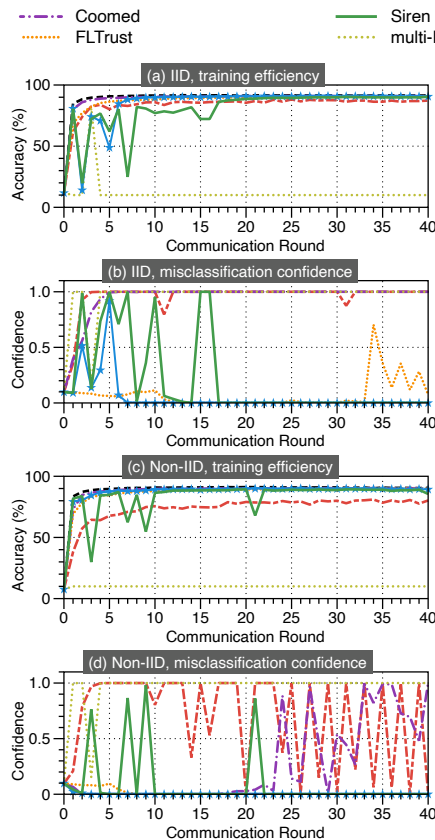 Coomed Siren
FLTrust
(a) IID, training efficiency
100
50
0
Accuracy (%)
0 5 10 15 20 25 30 35 40
Communication Round
(b) IID, misclassification confidence
1.0
0.5
0
Confidence
0 5 10 15 20 25 30 35 40
Communication Round
(c) Non-IID, training efficiency
100
50
0
Accuracy (%)
0 5 10 15 20 25 30 35 40
Communication Round
(d) Non-IID, misclassification confidence
1.0
0.5
0
Confidence
0 5 10 15 20 25 30 35 40
Communication Round